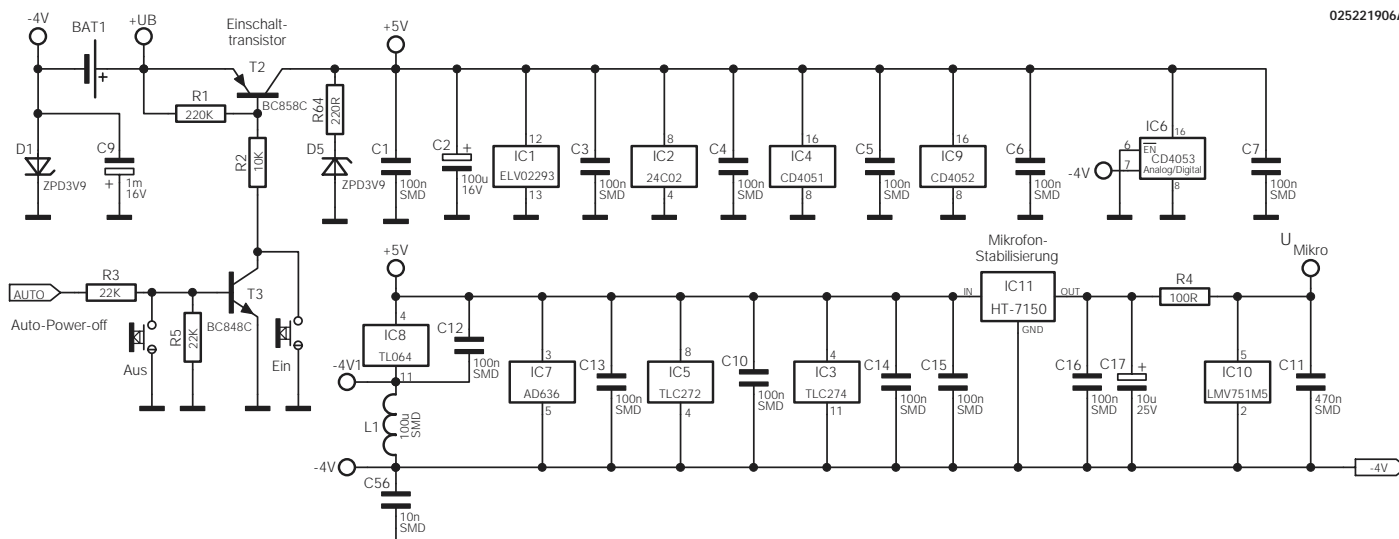 025221906
-4V
BAT1
+UB
Einschalt-
transistor
+5V
T2
BC858C
R1
220K
R64
220R
R2
10K
D1
ZPD3V9
C9
+
1m
16V
D5
ZPD3V9
C1
100n
SMD
C2
+
100u
16V
12
IC1
ELV02293
13
C3
100n
SMD
8
IC2
24C02
4
C4
100n
SMD
16
IC4
CD4051
8
C5
100n
SMD
16
IC9
CD4052
8
C6
100n
SMD
IC6
16
6
EN
7
CD4053
Analog/Digital
-4V
8
C7
100n
SMD
AUTO
R3
22K
Auto-Power-off
T3
BC848C
R5
22K
Aus
Ein
+5V
4
IC8
TL064
11
-4V1
C12
100n
SMD
L1
100u
SMD
-4V
C56
10n
SMD
3
IC7
AD636
5
C13
100n
SMD
8
IC5
TLC272
4
C10
100n
SMD
4
IC3
TLC274
11
C14
100n
SMD
C15
100n
SMD
Mikrofon-
Stabilisierung
IN
IC11
HT-7150
OUT
GND
C16
100n
SMD
C17
+
10u
25V
R4
100R
U Mikro
5
IC10
LMV751M5
2
C11
470n
SMD
-4V